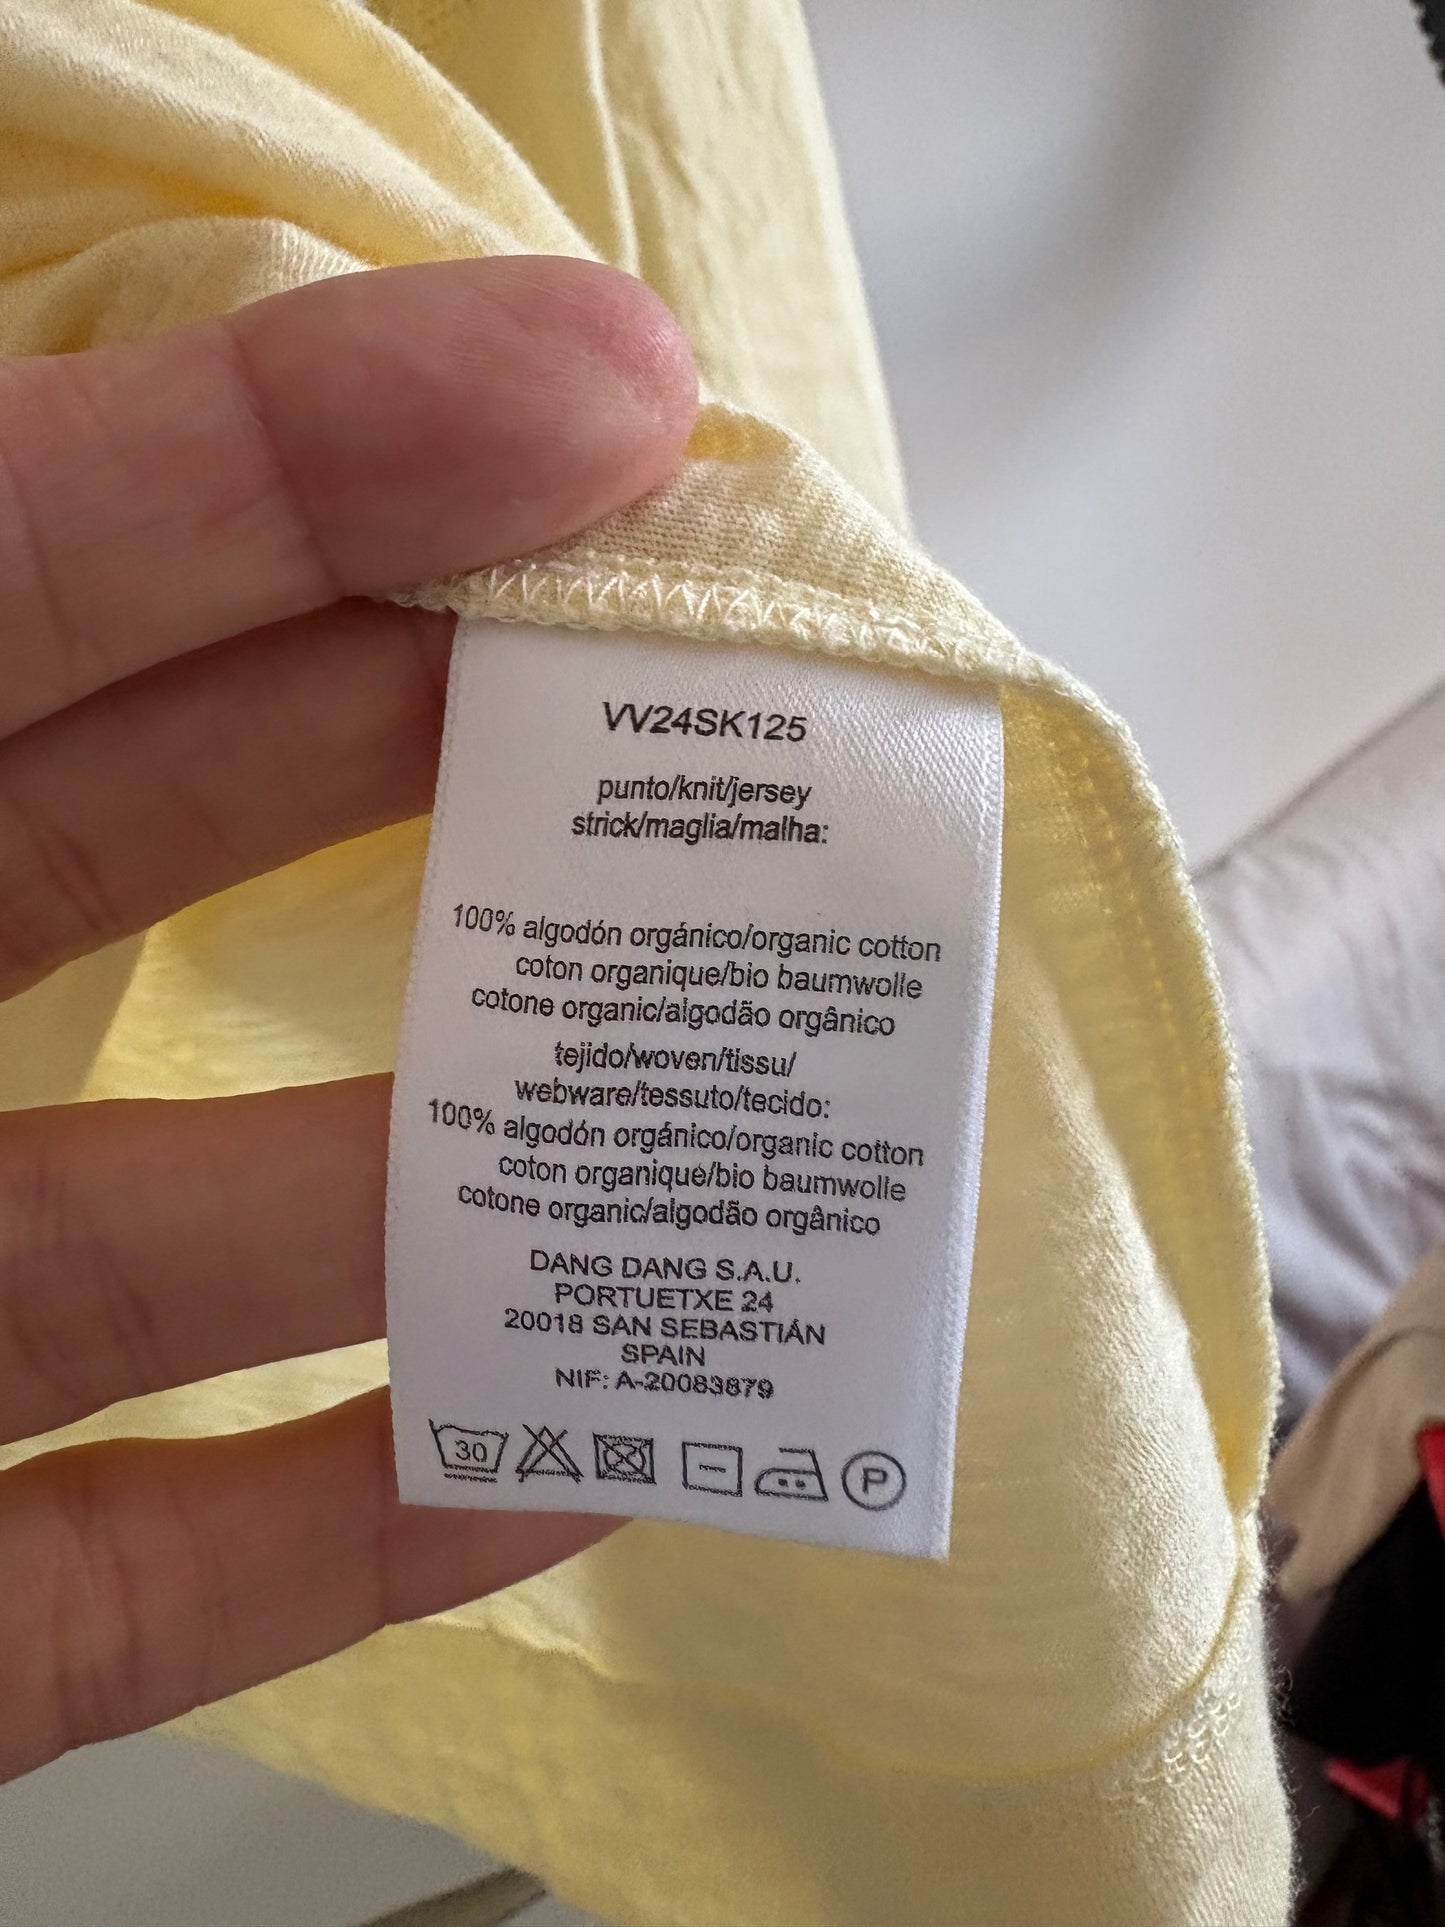 VV24SK125
punto/knit/jersey
strick/maglia/malha:
100% algodón orgánico/organic cotton
coton organique/bio baumwolle
cotone organic/algodão orgânico
tejido/woven/tissu/
webware/tessuto/tecido:
100% algodón orgánico/organic cotton
coton organique/bio baumwolle
cotone organic/algodão orgânico
DANG DANG S.A.U.
PORTUETXE 24
20018 SAN SEBASTIÁN
SPAIN
NIF: A-20083879
30 P